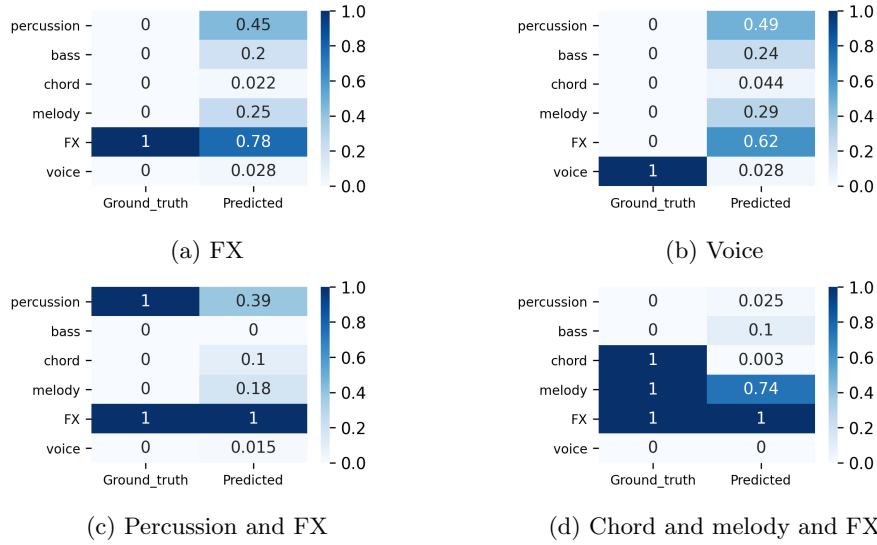 percussion 0 0.45 1.0
bass 0 0.2 0.8
chord 0 0.022 0.6
melody 0 0.25 0.4
FX 1 0.78 0.2
voice 0 0.028 0.0
Ground_truth Predicted
(a) FX
percussion 0 0.49 1.0
bass 0 0.24 0.8
chord 0 0.044 0.6
melody 0 0.29 0.4
FX 0 0.62 0.2
voice 1 0.028 0.0
Ground_truth Predicted
(b) Voice
percussion 1 0.39 1.0
bass 0 0 0.8
chord 0 0.1 0.6
melody 0 0.18 0.4
FX 1 1 0.2
voice 0 0.015 0.0
Ground_truth Predicted
(c) Percussion and FX
percussion 0 0.025 1.0
bass 0 0.1 0.8
chord 1 0.003 0.6
melody 1 0.74 0.4
FX 1 1 0.2
voice 0 0 0.0
Ground_truth Predicted
(d) Chord and melody and FX